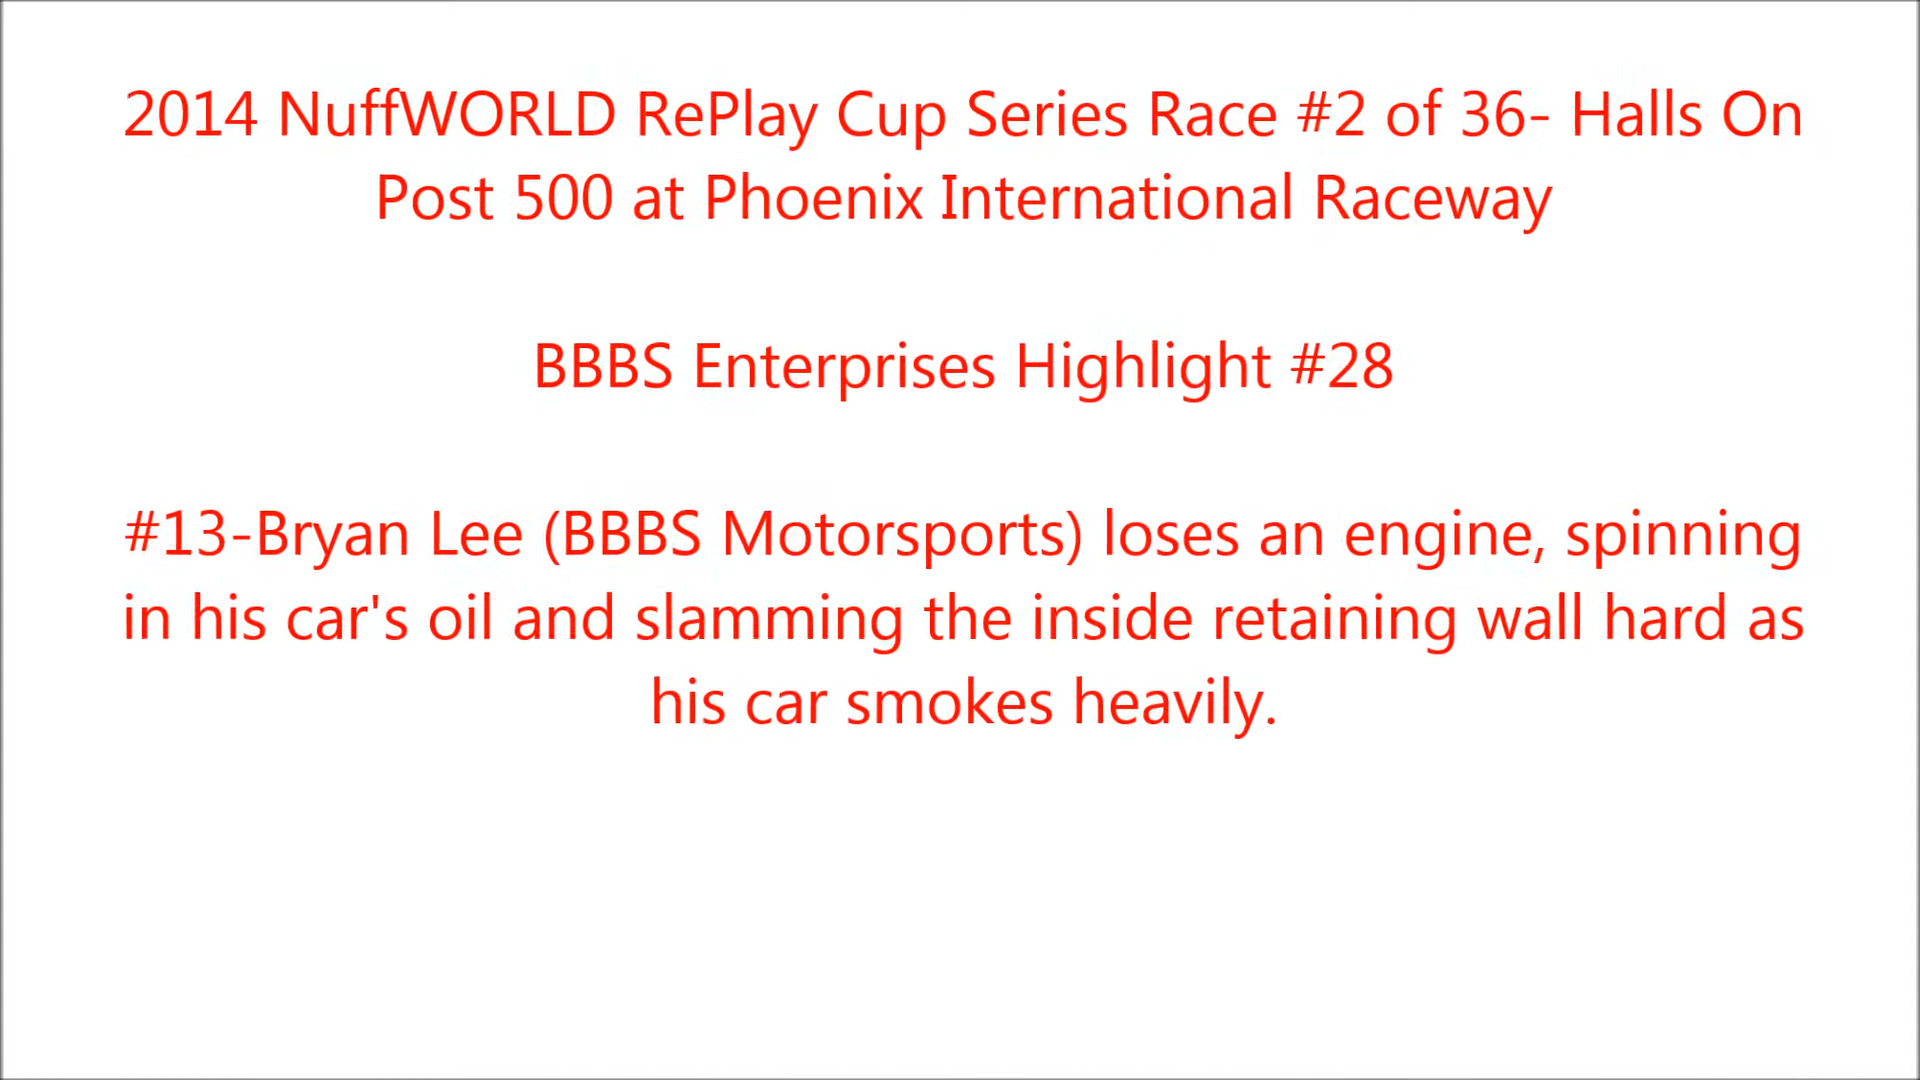 2014 NuffWORLD RePlay Cup Series Race #2 of 36- Halls On
Post 500 at Phoenix International Raceway
BBBS Enterprises Highlight #28
#13-Bryan Lee (BBBS Motorsports) loses an engine, spinning
in his car's oil and slamming the inside retaining wall hard as
his car smokes heavily.